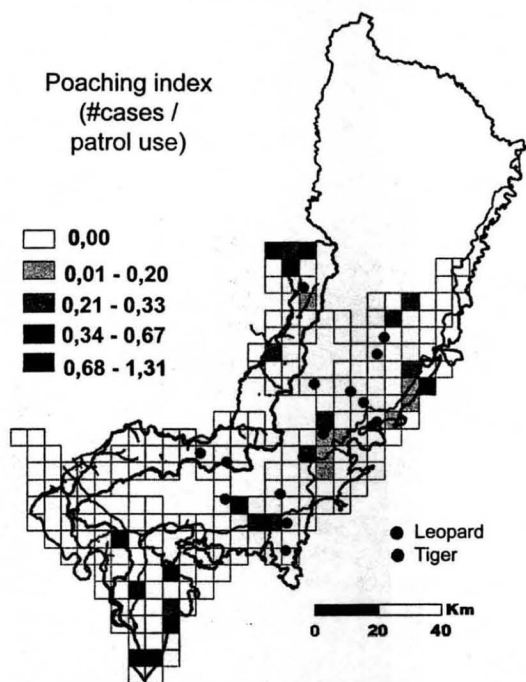 Poaching index
(#cases /
patrol use)
0,00
0,01 - 0,20
0,21 - 0,33
0,34 - 0,67
0,68 - 1,31
Leopard
Tiger
Km
0 20 40